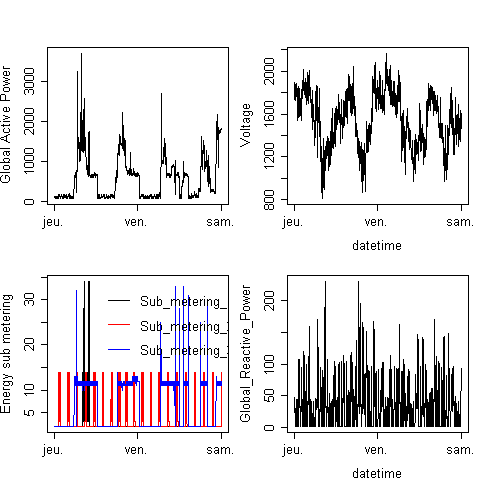 Global Active Power
0 1000 2000 3000
jeu. ven. sam.
Voltage
800 1200 1600 2000
jeu. ven. sam.
datetime
Energy sub metering
5 10 20 30
Sub_metering_
Sub_metering_
Sub_metering_
jeu. ven. sam.
Global_Reactive_Power
0 50 100 200
jeu. ven. sam.
datetime